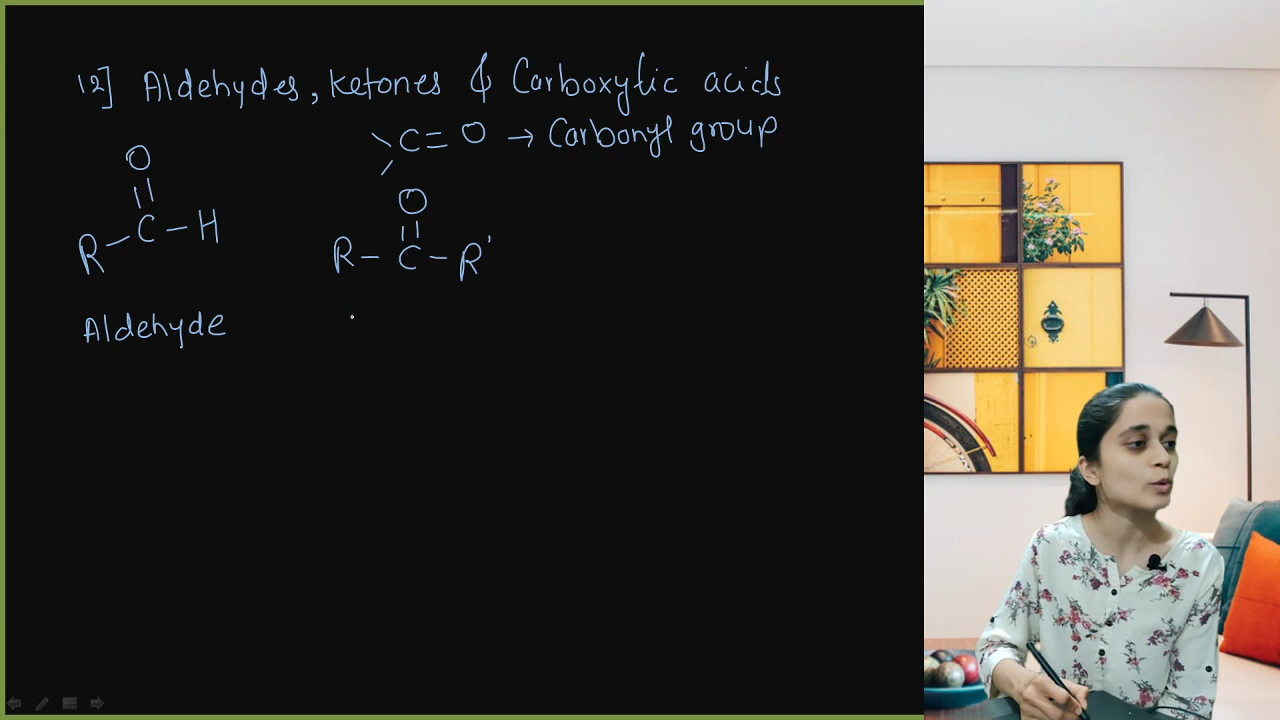 12] Aldehydes, ketones & Carboxylic acids
C = O → Carbonyl group
O
||
R - C - H
O
||
R - C - R'
Aldehyde